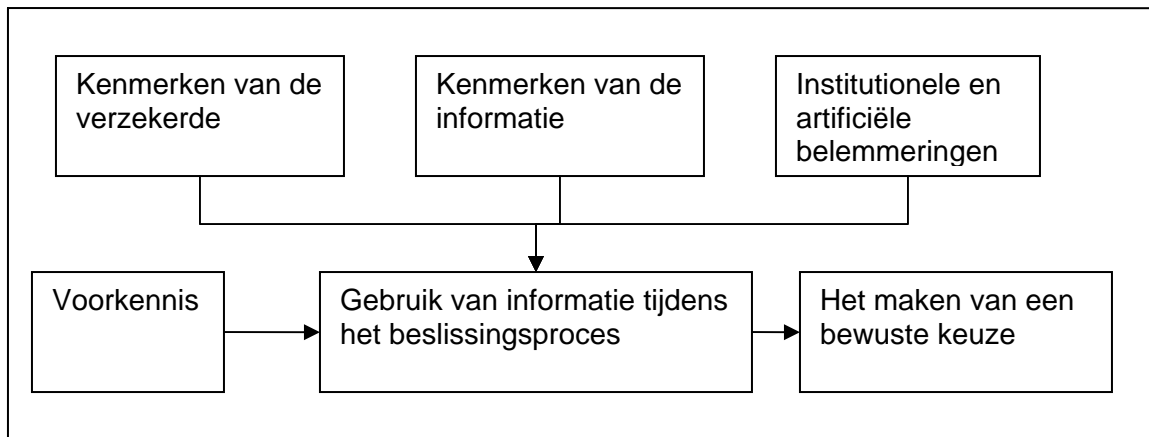 Kenmerken van de
verzekerde
Kenmerken van de
informatie
Institutionele en
artificiële
belemmeringen
Voorkennis
Gebruik van informatie tijdens
het beslissingsproces
Het maken van een
bewuste keuze